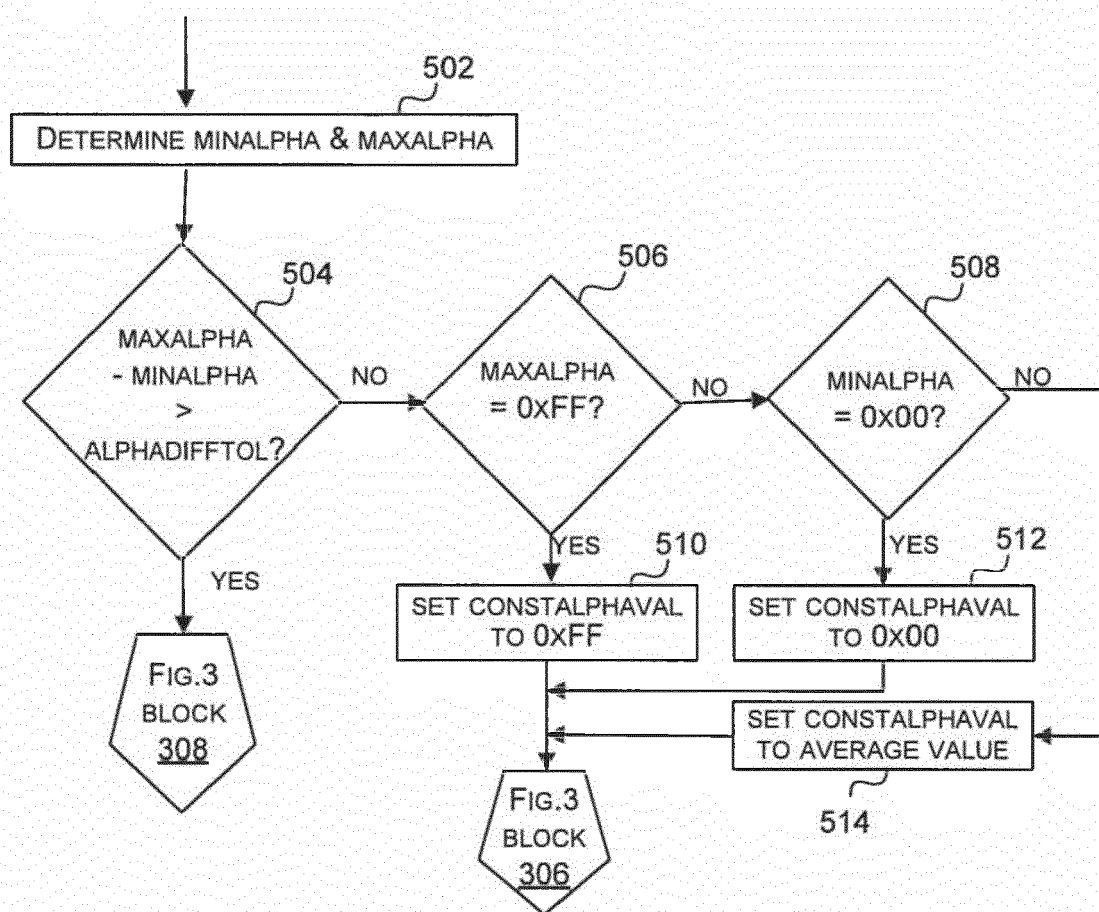 502
DETERMINE MINALPHA & MAXALPHA
504
MAXALPHA
- MINALPHA
>
ALPHADIFFTOL?
NO
YES
506
MAXALPHA
= 0XFF?
NO
YES
508
MINALPHA
= 0X00?
NO
YES
510
SET CONSTALPHAVAL
TO 0XFF
512
SET CONSTALPHAVAL
TO 0X00
SET CONSTALPHAVAL
TO AVERAGE VALUE
514
FIG.3
BLOCK
308
FIG.3
BLOCK
306